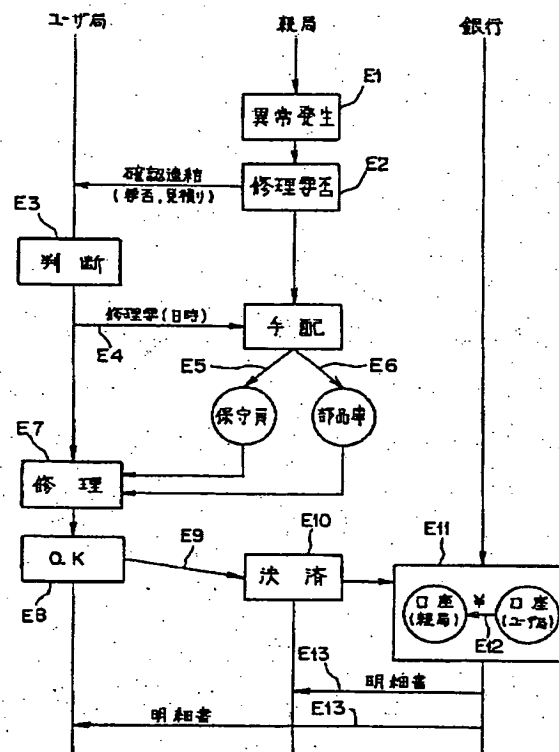 ユーザ局
親局
銀行
E1
異常発生
確認連絡
(要否,見積り)
修理要否
E2
E3
判断
修理要(日時)
E4
手配
E5
E6
保守員
部品庫
E7
修理
O.K
E8
E9
E10
決済
E11
口座
(親局)
¥
口座
(ユーザ局)
E12
E13
明細書
明細書
E13